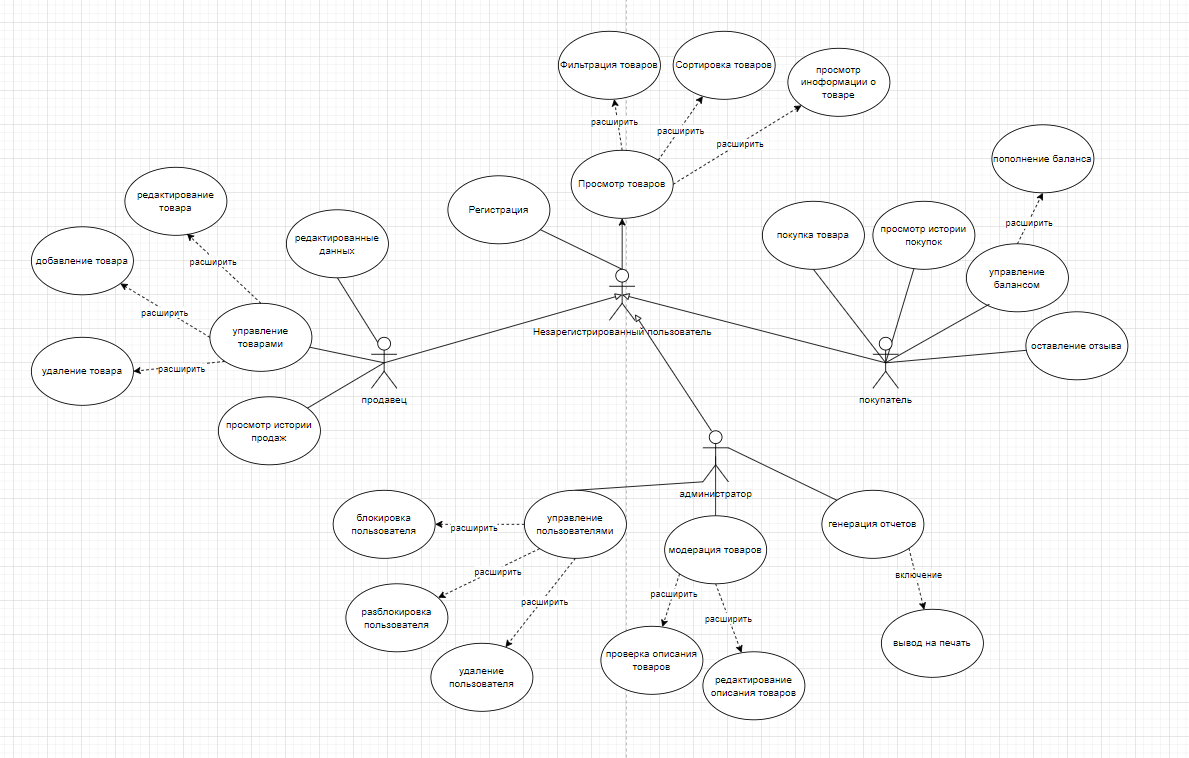 Фильтрация товаров
Сортировка товаров
просмотр
иноформации о
товаре
расширить
расширить
расширить
Просмотр товаров
Регистрация
пополнение баланса
расширить
редактирование
товара
добавление товара
расширить
расширить
удаление товара
расширить
управление
товарами
редактированные
данных
просмотр истории
продаж
продавец
Незарегистрированный пользователь
покупка товара
просмотр истории
покупок
управление
балансом
оставление отзыва
покупатель
администратор
блокировка
пользователя
расширить
управление
пользователями
расширить
расширить
разблокировка
пользователя
удаление
пользователя
модерация товаров
расширить
расширить
проверка описания
товаров
редактирование
описания товаров
генерация отчетов
включение
вывод на печать